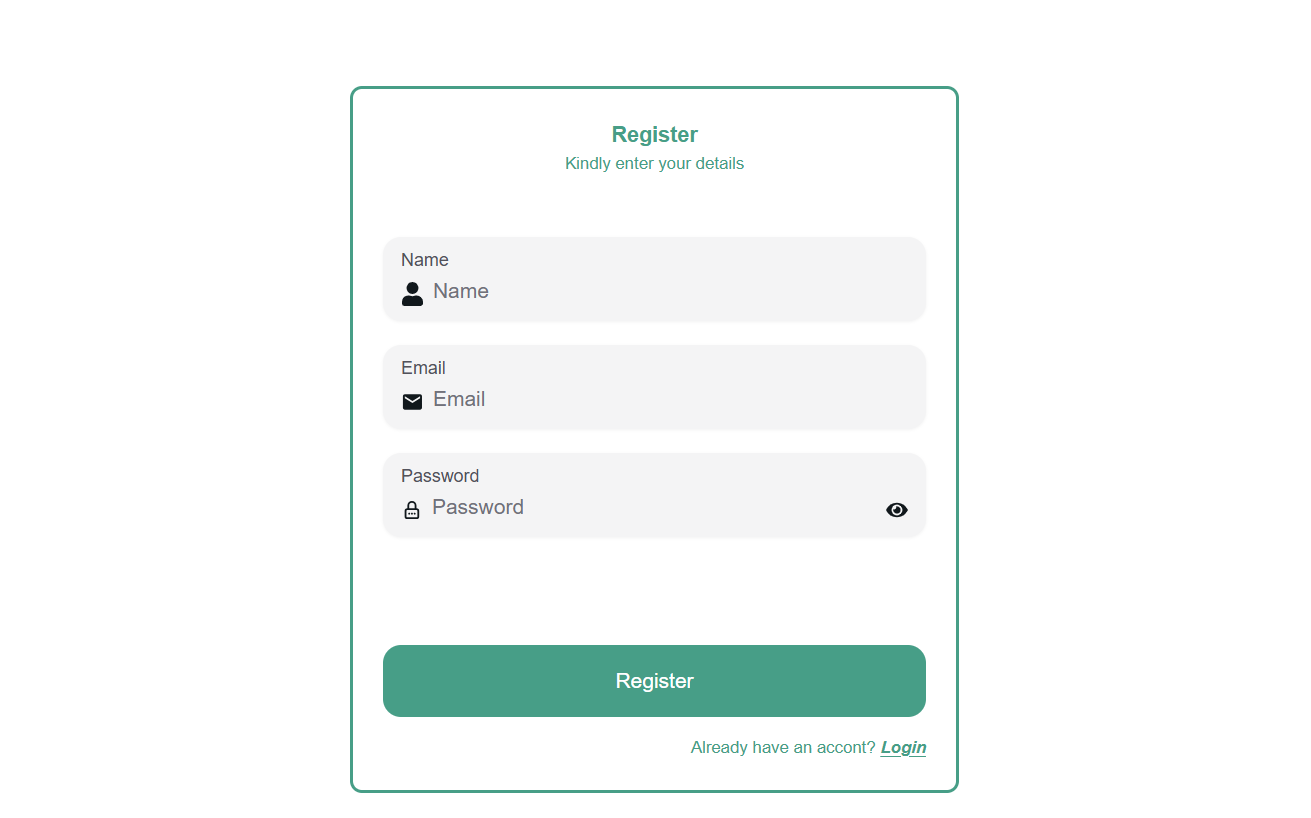 Register
Kindly enter your details
Name
Name
Email
Email
Password
Password
Register
Already have an accont? Login